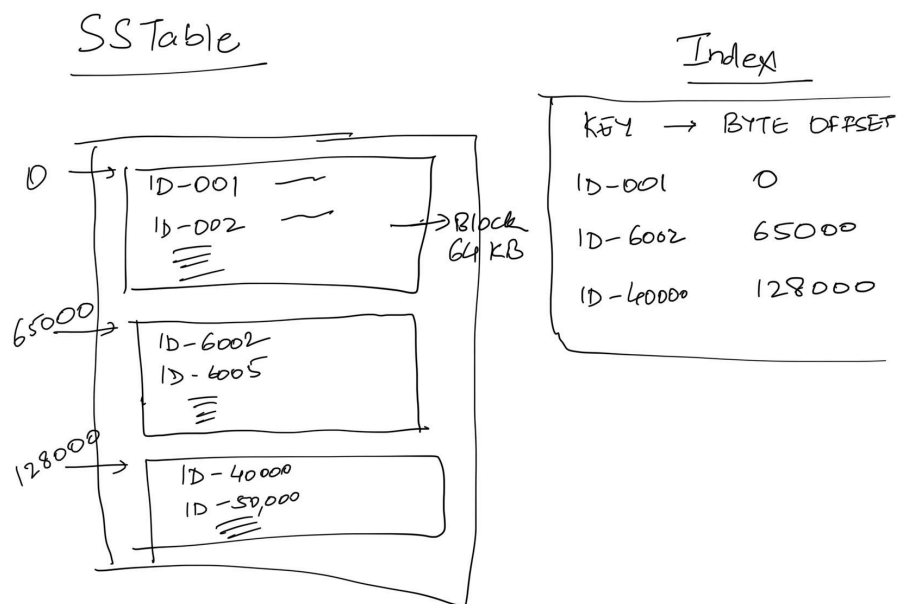 SSTable
0
ID-001
ID-002
Block
64 KB
65000
ID-6002
ID-6005
128000
ID-40000
ID-50,000
Index
KEY → BYTE OFFSET
ID-001 0
ID-6002 65000
ID-40000 128000